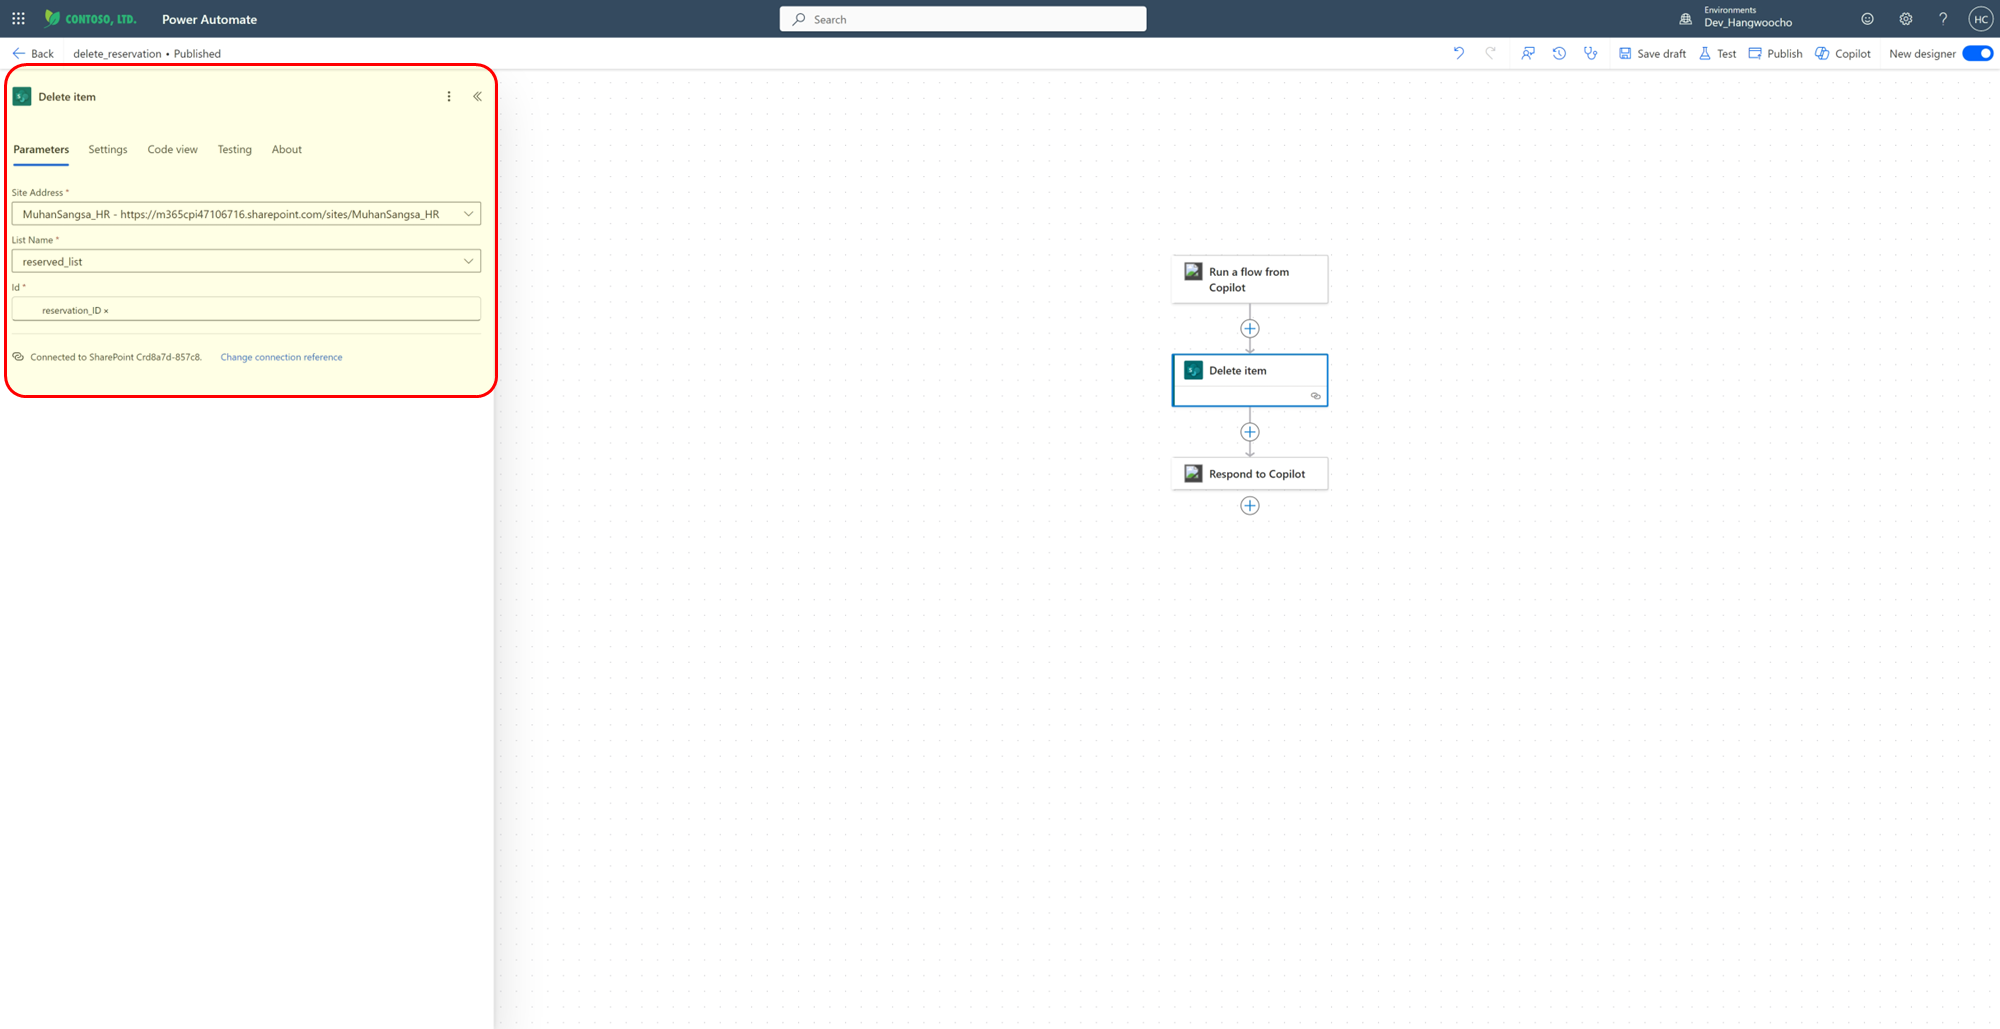 CONTOSO, LTD.
Power Automate
Search
Environments
Dev_Hangwoocho
HC
Back
delete_reservation • Published
Save draft
Test
Publish
Copilot
New designer
Delete item
Parameters
Settings
Code view
Testing
About
Site Address *
MuhanSangsa_HR - https://m365cpi47106716.sharepoint.com/sites/MuhanSangsa_HR
List Name *
reserved_list
Id *
reservation_ID ×
Connected to SharePoint Crd8a7d-857c8.
Change connection reference
Run a flow from
Copilot
Delete item
Respond to Copilot